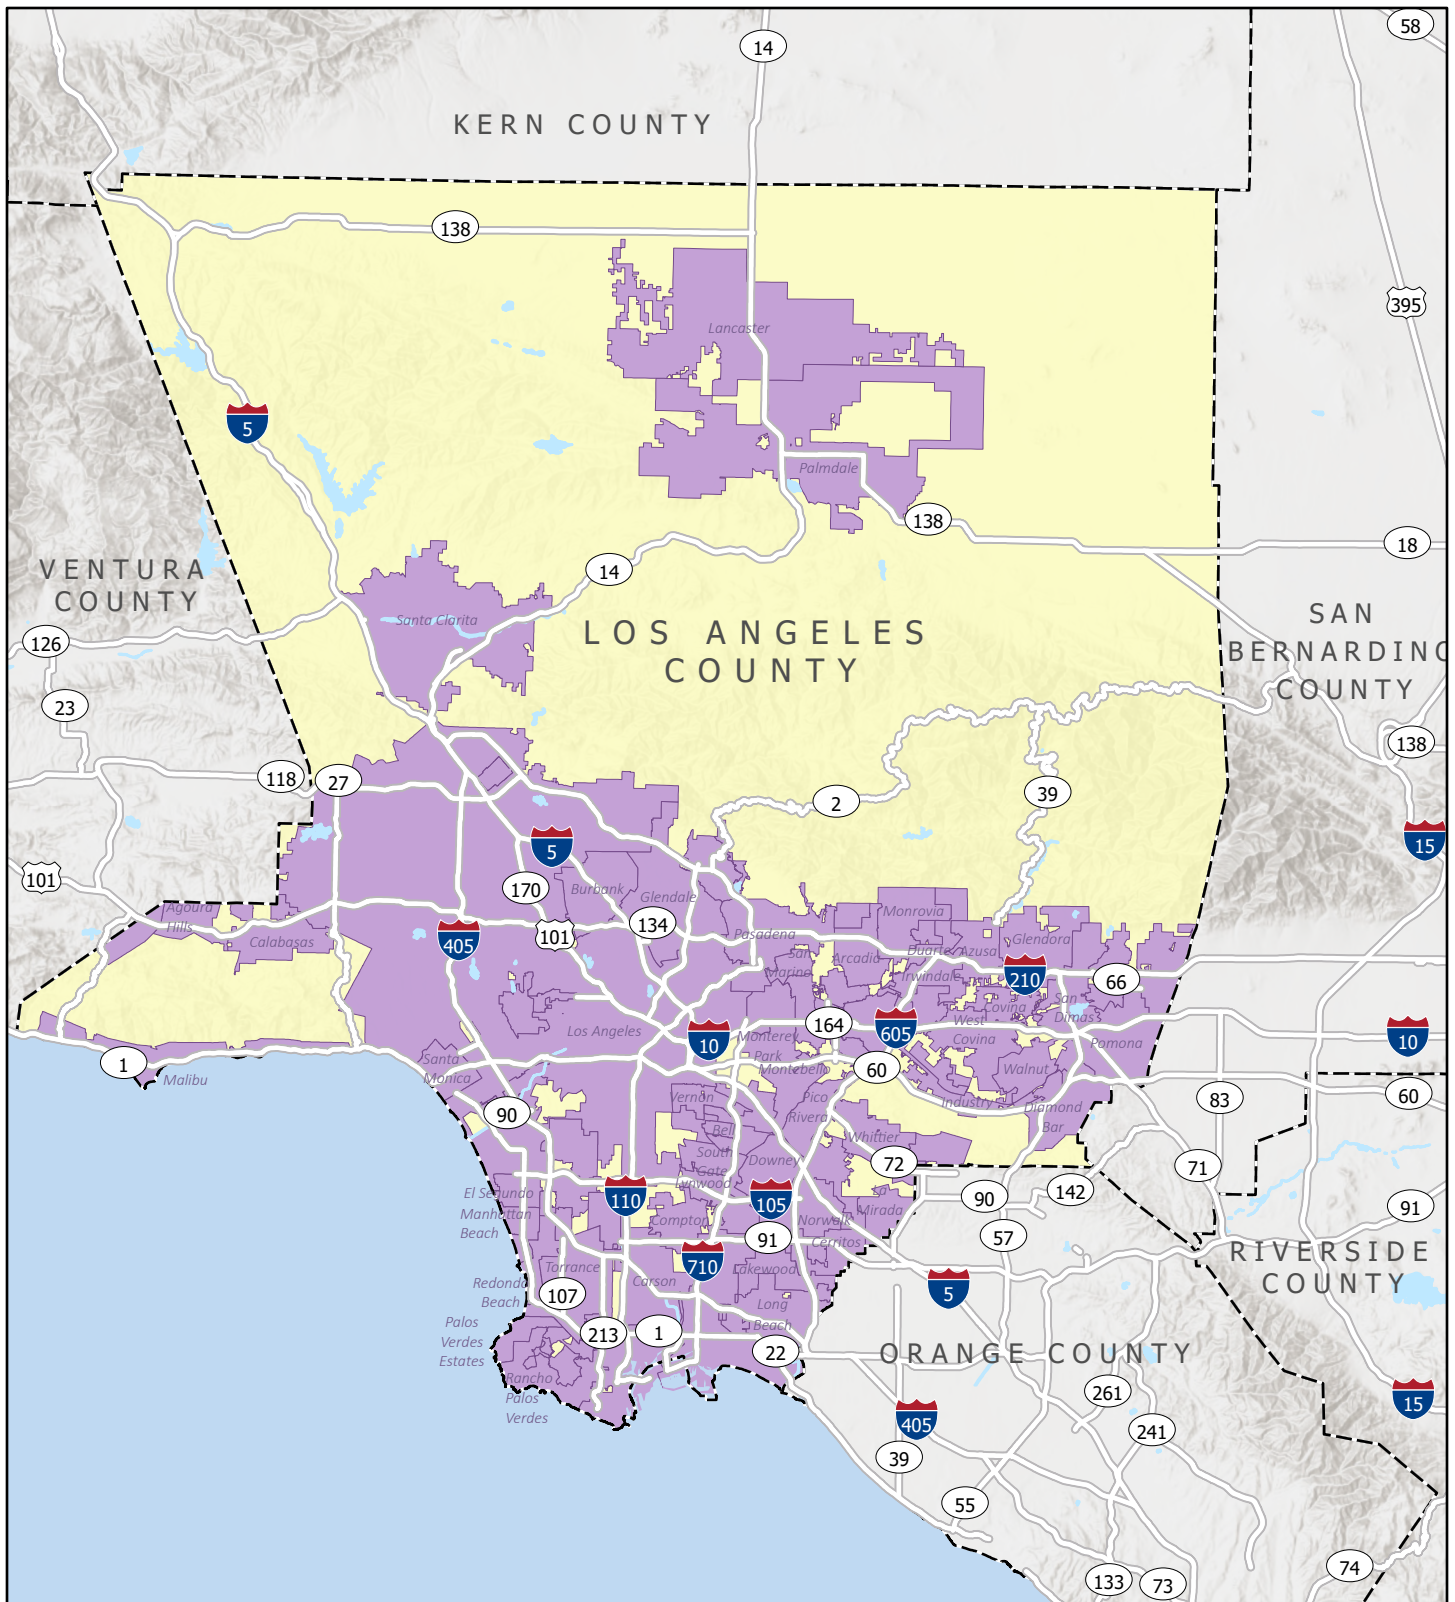 58
14
KERN COUNTY
138
395
Lancaster
5
Palmdale
138
18
14
VENTURA
COUNTY
Santa Clarita
LOS ANGELES
COUNTY
SAN
BERNARDINO
COUNTY
126
23
138
118
27
2
39
5
15
101
170
Burbank
Glendale
134
Agoura
Hills
Calabasas
405
101
Pasadena
Monrovia
San
Marino
Arcadia
Duarte
Azusa
Glendora
Irwindale
210
66
Covina
San
Dimas
Los Angeles
10
Monterey
Park
164
605
West
Covina
Pomona
10
1
Malibu
Santa
Monica
Montebello
60
Walnut
Industry
Diamond
Bar
83
60
90
Vernon
Pico
Rivera
Bell
Whittier
South
Gate
Downey
72
71
Lynwood
El Segundo
110
105
La
Mirada
90
142
91
Manhattan
Beach
Compton
Norwalk
91
Cerritos
57
RIVERSIDE
COUNTY
710
Torrance
Carson
Lakewood
5
Redondo
Beach
107
Long
Beach
Palos
Verdes
Estates
213
1
22
ORANGE COUNTY
Rancho
Palos
Verdes
261
15
405
241
39
55
133
73
74